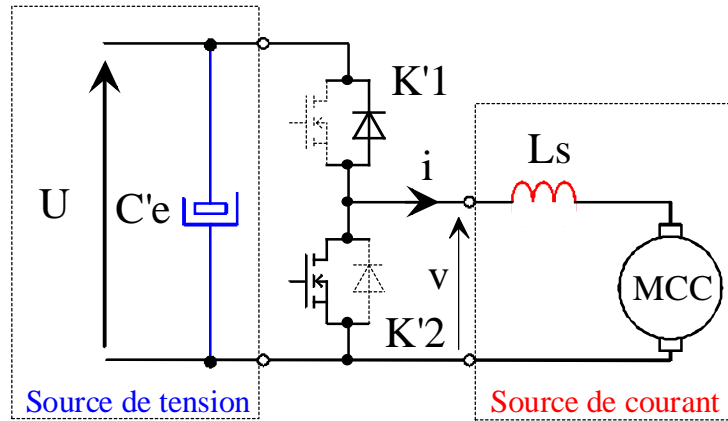 K'1
Ls
i
U
C'e
v
MCC
K'2
Source de tension
Source de courant